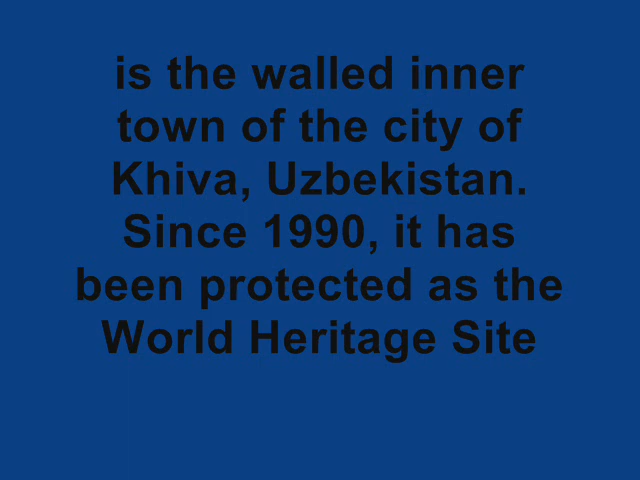 is the walled inner
town of the city of
Khiva, Uzbekistan.
Since 1990, it has
been protected as the
World Heritage Site